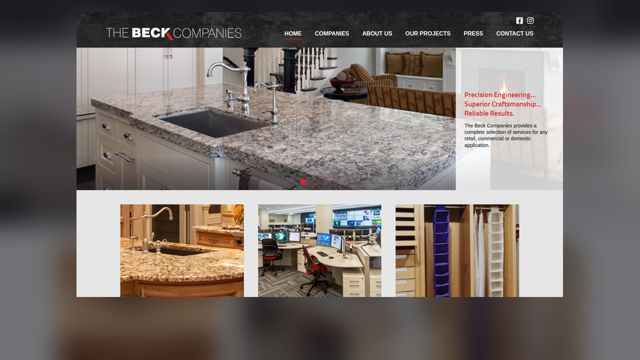 THE BECK COMPANIES
HOME COMPANIES ABOUT US OUR PROJECTS PRESS CONTACT US
Precision Engineering...
Superior Craftsmanship...
Reliable Results.
The Beck Companies provides a
complete selection of services for any
retail, commercial or domestic
application.